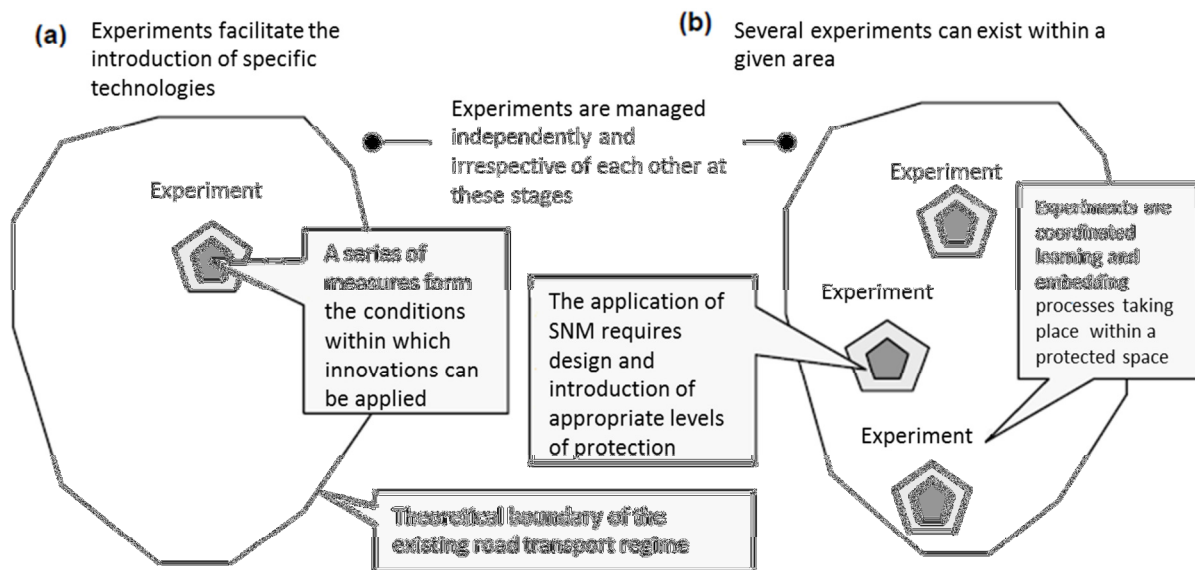 (a) Experiments facilitate the
introduction of specific
technologies
(b) Several experiments can exist within a
given area
Experiments are managed
independently and
irrespective of each other at
these stages
Experiment
A series of
measures form
the conditions
within which
innovations can
be applied
Theoretical boundary of the
existing road transport regime
Experiment
Experiments are
coordinated
learning and
embedding
processes taking
place within a
protected space
Experiment
The application of
SNM requires
design and
introduction of
appropriate levels
of protection
Experiment